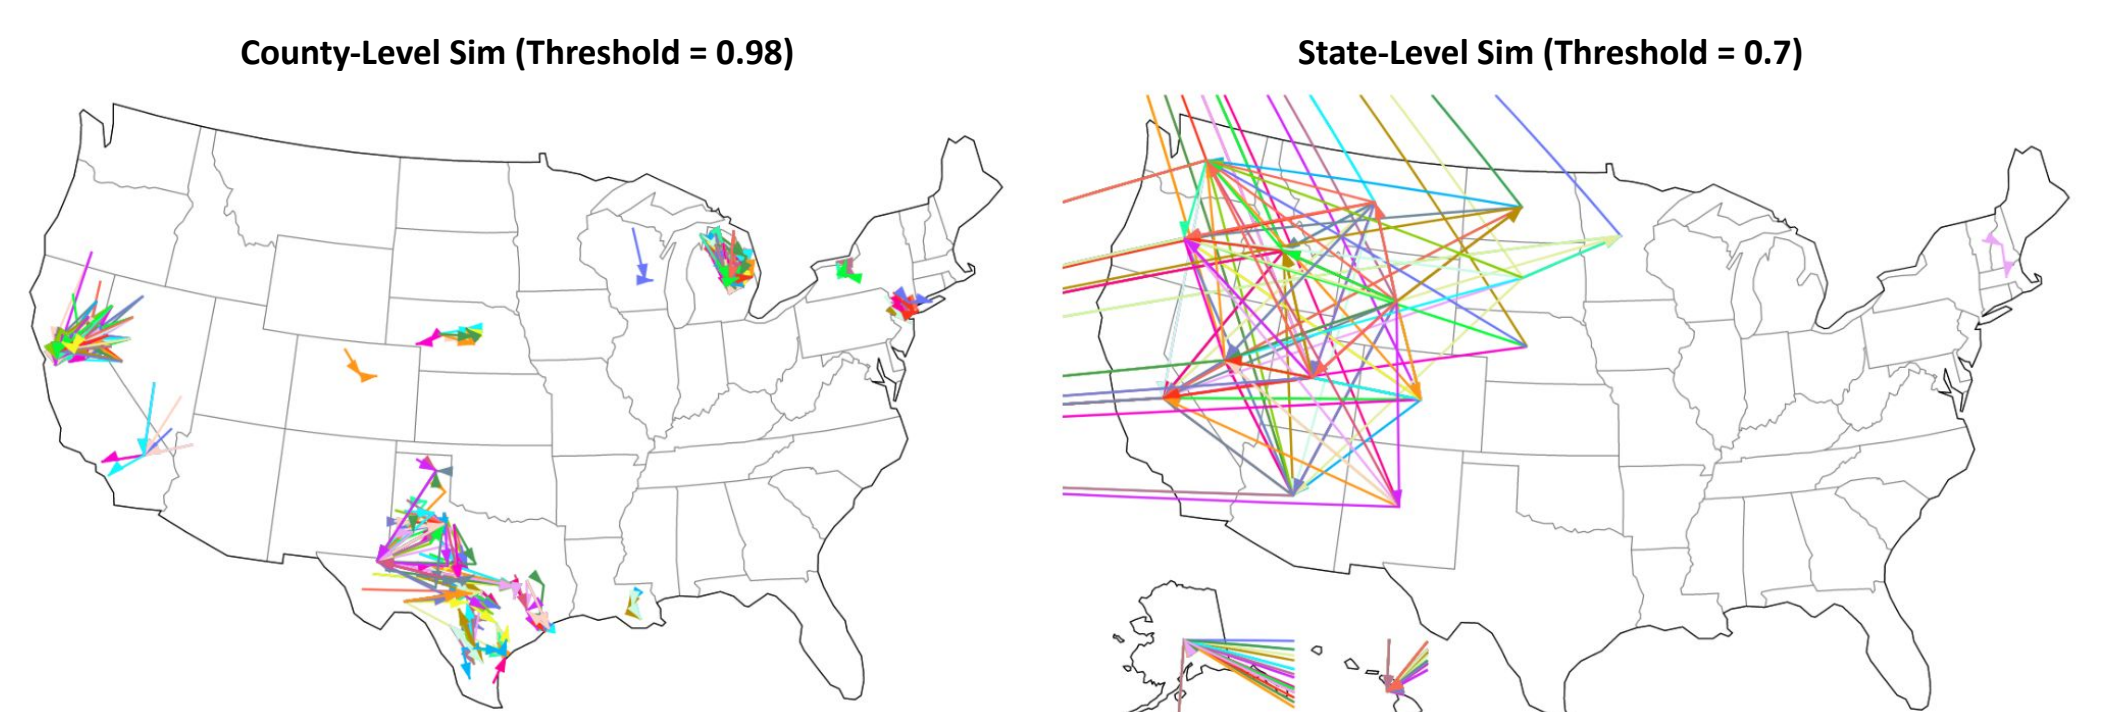 County-Level Sim (Threshold = 0.98)
State-Level Sim (Threshold = 0.7)